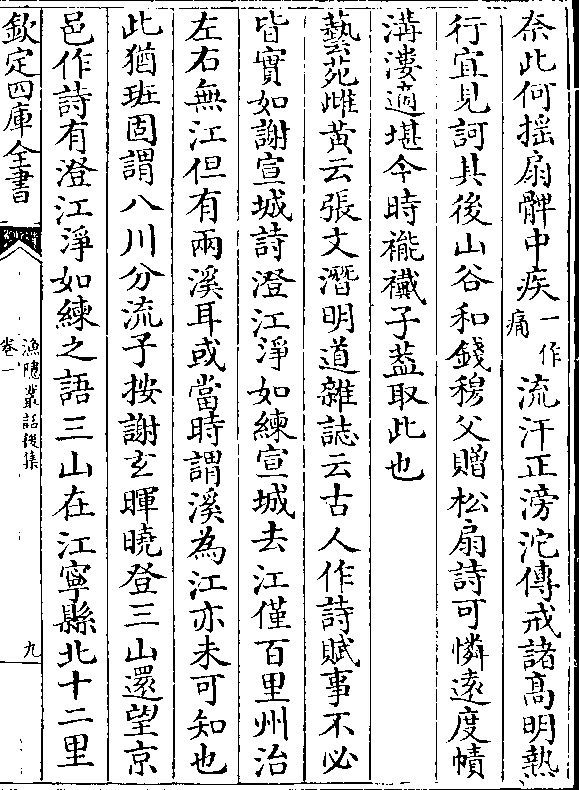 奈此何揺扇髀中疾一作痛流汗正滂沱傳戒諸髙明熱
行宜見訶其後山谷和錢穆父贈松扇詩可憐逺度幘
溝漊適堪今時褦襶子葢取此也
藝苑雌黄云張文潛明道雜誌云古人作詩賦事不必
皆實如謝宣城詩澄江淨如練宣城去江僅百里州治
左右無江但有兩溪耳或當時謂溪為江亦未可知也
此猶班固謂八川分流予按謝玄暉曉登三山還望京
邑作詩有澄江淨如練之語三山在江寧縣北十二里
欽定四庫全書
漁隱叢話後集
卷一
九